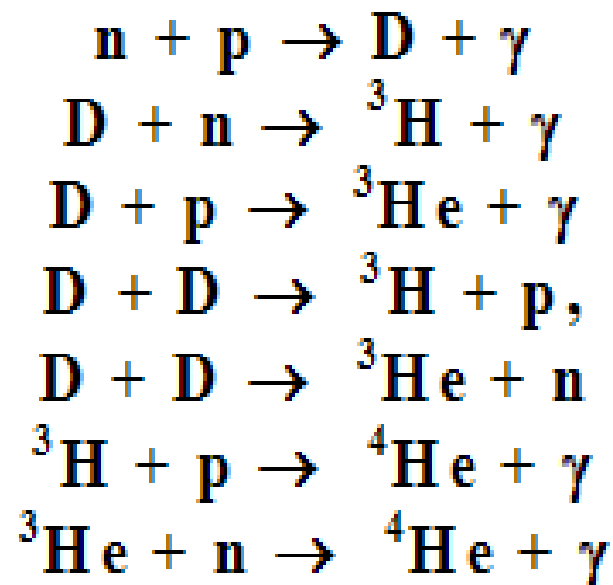 n + p → D + γ
D + n → ³H + γ
D + p → ³He + γ
D + D → ³H + p,
D + D → ³He + n
³H + p → ⁴He + γ
³He + n → ⁴He + γ